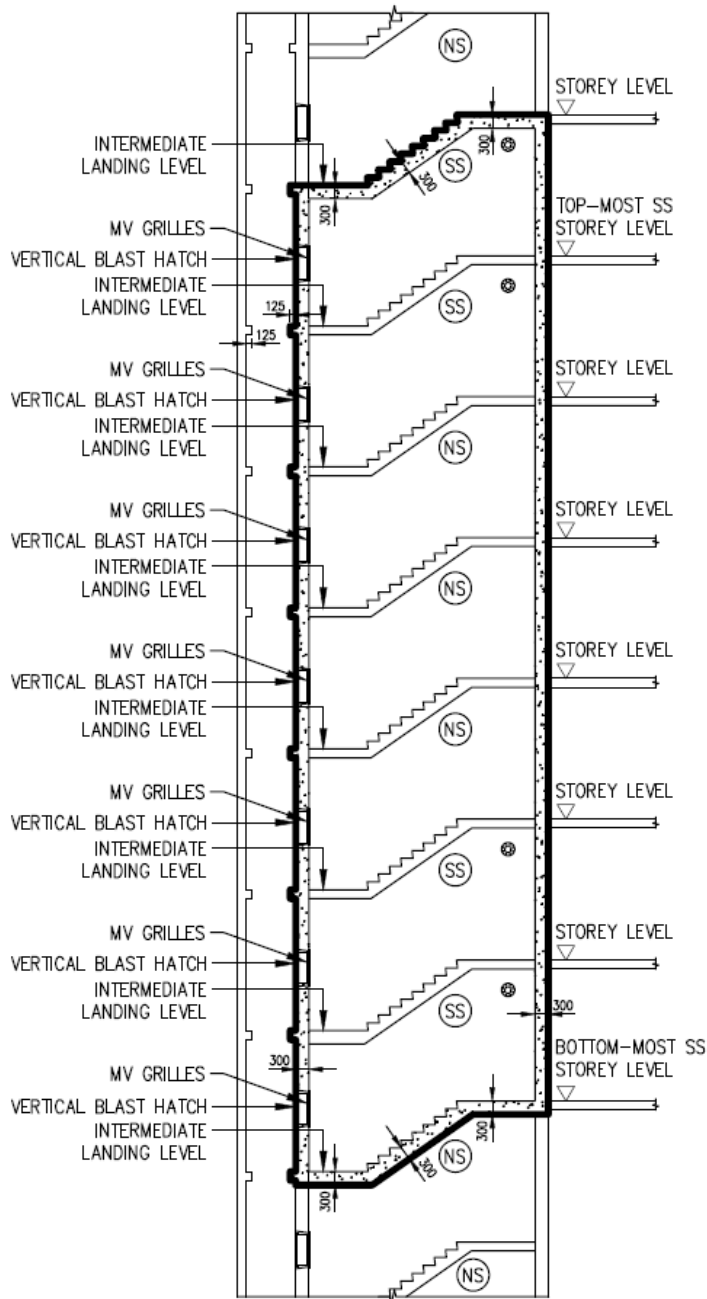 NS
STOREY LEVEL
INTERMEDIATE
LANDING LEVEL
300
300
300
SS
TOP-MOST SS
STOREY LEVEL
MV GRILLES
VERTICAL BLAST HATCH
INTERMEDIATE
LANDING LEVEL
125
125
SS
STOREY LEVEL
MV GRILLES
VERTICAL BLAST HATCH
INTERMEDIATE
LANDING LEVEL
NS
STOREY LEVEL
MV GRILLES
VERTICAL BLAST HATCH
INTERMEDIATE
LANDING LEVEL
NS
STOREY LEVEL
MV GRILLES
VERTICAL BLAST HATCH
INTERMEDIATE
LANDING LEVEL
NS
STOREY LEVEL
MV GRILLES
VERTICAL BLAST HATCH
INTERMEDIATE
LANDING LEVEL
SS
STOREY LEVEL
MV GRILLES
VERTICAL BLAST HATCH
INTERMEDIATE
LANDING LEVEL
SS
300
300
BOTTOM-MOST SS
STOREY LEVEL
MV GRILLES
VERTICAL BLAST HATCH
INTERMEDIATE
LANDING LEVEL
300
300
300
NS
NS